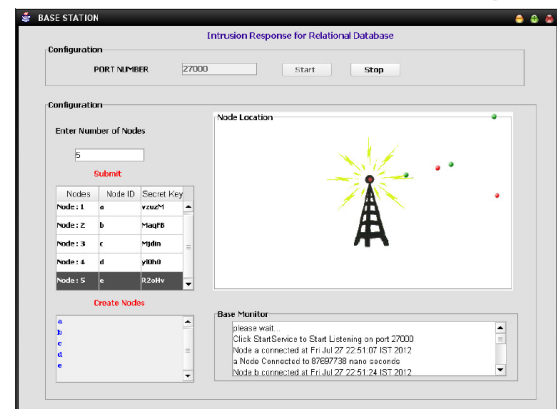 BASE STATION
Intrusion Response for Relational Database
Configuration
PORT NUMBER 27000 Start Stop
Configuration
Enter Number of Nodes
5
Submit
Nodes Node ID Secret Key
Node : 1 a vzuzM
Node : 2 b MaqFB
Node : 3 c Mjdin
Node : 4 d
Node : 5 e R2oHv
Create Nodes
a
b
c
d
e
Node Location
Base Monitor
please wait...
Click StartService to Start Listening on port 27000
Node a connected at Fri Jul 27 22:51:07 IST 2012
a Node Connected to 87697738 nano seconds
Node b connected at Fri Jul 27 22:51:24 IST 2012